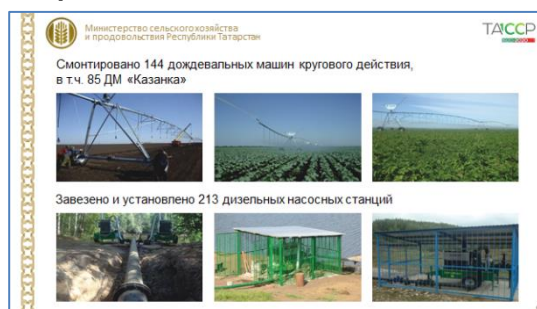 Министерство сельского хозяйства
и продовольствия Республики Татарстан
ТАССР
Смонтировано 144 дождевальных машин кругового действия,
в т.ч. 85 ДМ «Казанка»
Завезено и установлено 213 дизельных насосных станций